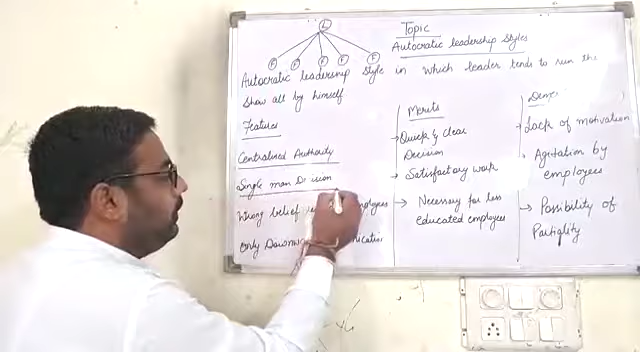 L
F F F F F
Topic
Autocratic leadership styles
Autocratic leadership style in which leader tends to run the
show all by himself
Features
Centralised Authority
Single man
Wrong belief employees
only
Merits
→ Quick & clear
Decision
→ Satisfactory work
→ Necessary for less
educated employees
→ Lack of motivation
→ Agitation by
employees
→ Possibility of
Partiality